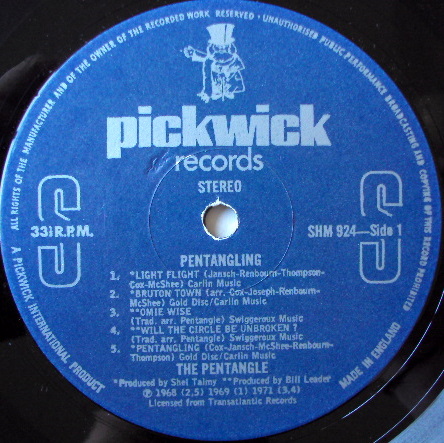 ALL RIGHTS OF THE MANUFACTURER AND OF THE OWNER OF THE RECORDED WORK RESERVED · UNAUTHORISED PUBLIC PERFORMANCE BROADCASTING AND COPYING OF THIS RECORD PROHIBITED
pickwick
records
STEREO
33⅓ R.P.M.
SHM 924—Side 1
PENTANGLING
1. *LIGHT FLIGHT (Jansch-Renbourn-Thompson-
Cox-McShee) Carlin Music
2. *BRUTON TOWN (arr. Cox-Joseph-Renbourn-
McShee) Gold Disc/Carlin Music
3. **OMIE WISE
(Trad. arr. Pentangle) Swiggeroux Music
4. **WILL THE CIRCLE BE UNBROKEN ?
(Trad. arr. Pentangle) Swiggeroux Music
5. *PENTANGLING (Cox-Jansch-McShee-Renbourn-
Thompson) Gold Disc/Carlin Music
THE PENTANGLE
*Produced by Shel Talmy **Produced by Bill Leader
℗ 1968 (2,5) 1969 (1) 1971 (3,4)
Licensed from Transatlantic Records
A PICKWICK INTERNATIONAL PRODUCT
MADE IN ENGLAND